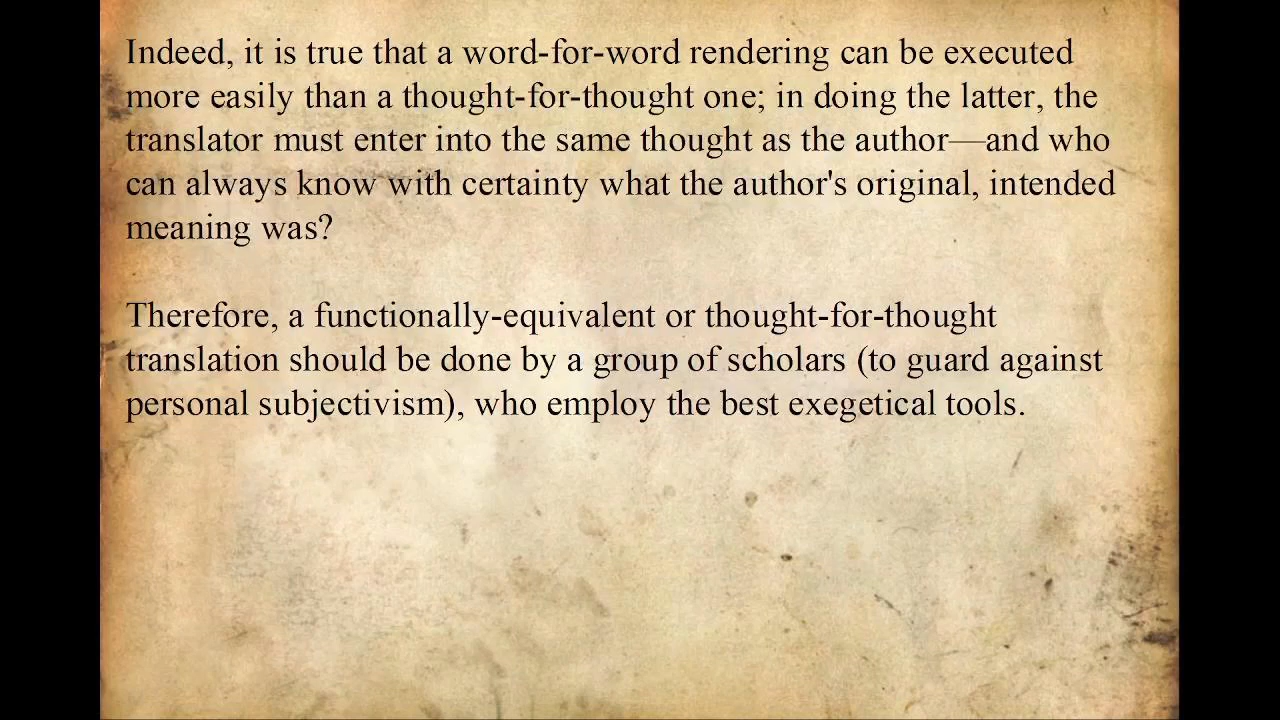 Indeed, it is true that a word-for-word rendering can be executed
more easily than a thought-for-thought one; in doing the latter, the
translator must enter into the same thought as the author—and who
can always know with certainty what the author's original, intended
meaning was?
Therefore, a functionally-equivalent or thought-for-thought
translation should be done by a group of scholars (to guard against
personal subjectivism), who employ the best exegetical tools.